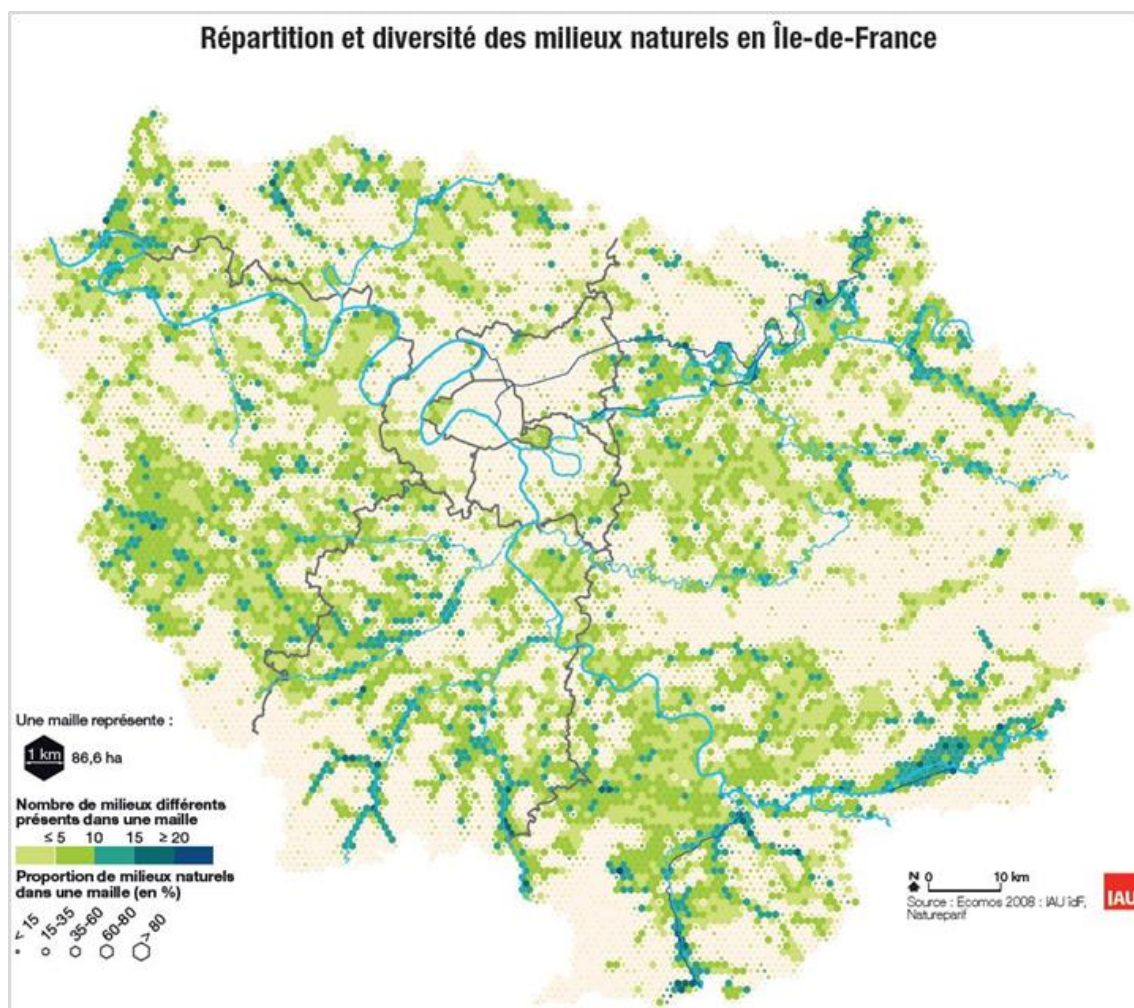 Répartition et diversité des milieux naturels en Île-de-France
Une maille représente :
1 km 86,6 ha
Nombre de milieux différents
présents dans une maille
≤ 5 10 15 ≥ 20
Proportion de milieux naturels
dans une maille (en %)
< 15 15-35 35-60 60-80 > 80
N 0 10 km
Source : Ecomos 2008 : IAU îdF,
Natureparif
IAU